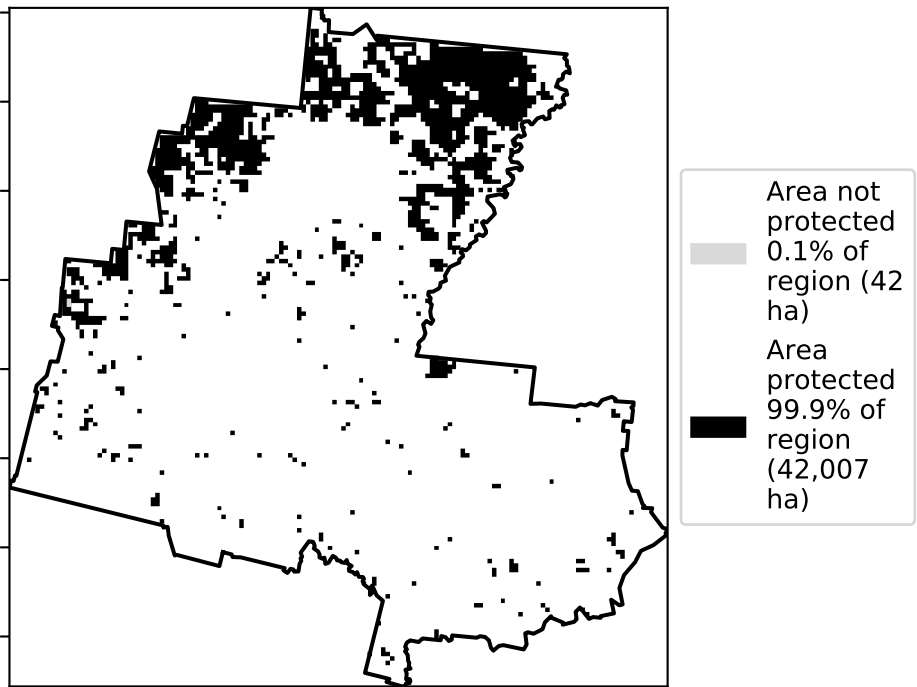 Area not
protected
0.1% of
region (42
ha)
Area
protected
99.9% of
region
(42,007
ha)